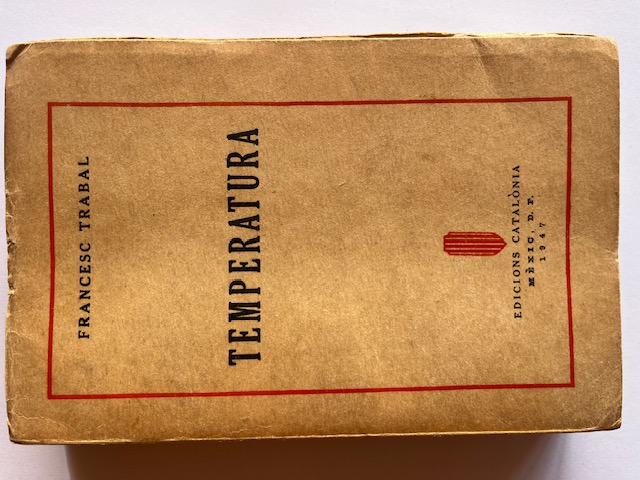 FRANCESC TRABAL
TEMPERATURA
EDICIONS CATALÒNIA
MÈXIC, D. F.
1947